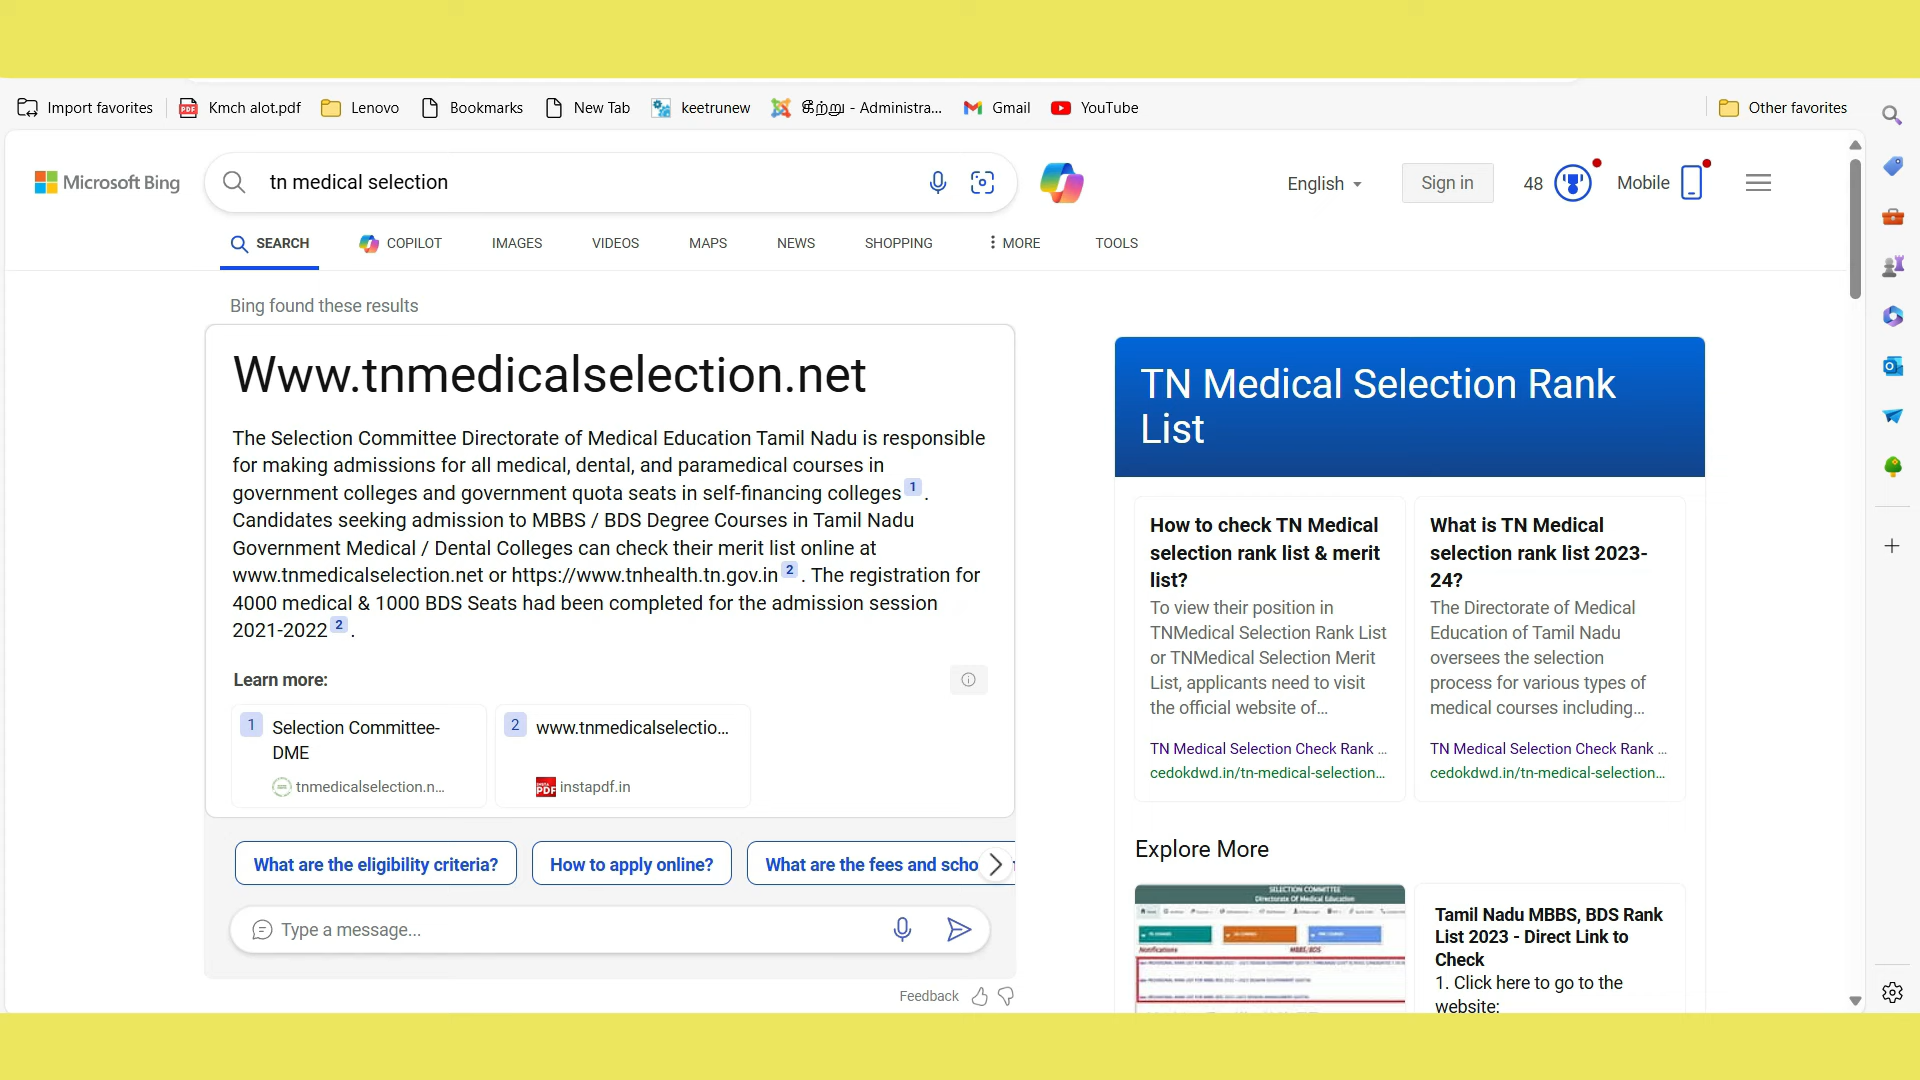 Import favorites
Kmch alot.pdf
Lenovo
Bookmarks
New Tab
keetrunew
கீற்று - Administra...
Gmail
YouTube
Other favorites
Microsoft Bing
tn medical selection
English
Sign in
48
Mobile
SEARCH
COPILOT
IMAGES
VIDEOS
MAPS
NEWS
SHOPPING
MORE
TOOLS
Bing found these results
Www.tnmedicalselection.net
The Selection Committee Directorate of Medical Education Tamil Nadu is responsible
for making admissions for all medical, dental, and paramedical courses in
government colleges and government quota seats in self-financing colleges 1 .
Candidates seeking admission to MBBS / BDS Degree Courses in Tamil Nadu
Government Medical / Dental Colleges can check their merit list online at
www.tnmedicalselection.net or https://www.tnhealth.tn.gov.in 2 . The registration for
4000 medical & 1000 BDS Seats had been completed for the admission session
2021-2022 2 .
Learn more:
1 Selection Committee-
DME
tnmedicalselection.n...
2 www.tnmedicalselectio...
PDF instapdf.in
What are the eligibility criteria?
How to apply online?
What are the fees and scho
Type a message...
Feedback
TN Medical Selection Rank
List
How to check TN Medical
selection rank list & merit
list?
To view their position in
TNMedical Selection Rank List
or TNMedical Selection Merit
List, applicants need to visit
the official website of...
TN Medical Selection Check Rank ...
cedokdwd.in/tn-medical-selection...
What is TN Medical
selection rank list 2023-
24?
The Directorate of Medical
Education of Tamil Nadu
oversees the selection
process for various types of
medical courses including...
TN Medical Selection Check Rank ...
cedokdwd.in/tn-medical-selection...
Explore More
SELECTION COMMITTEE
Directorate Of Medical Education
Notifications
MBBS/BDS
Tamil Nadu MBBS, BDS Rank
List 2023 - Direct Link to
Check
1. Click here to go to the
website: